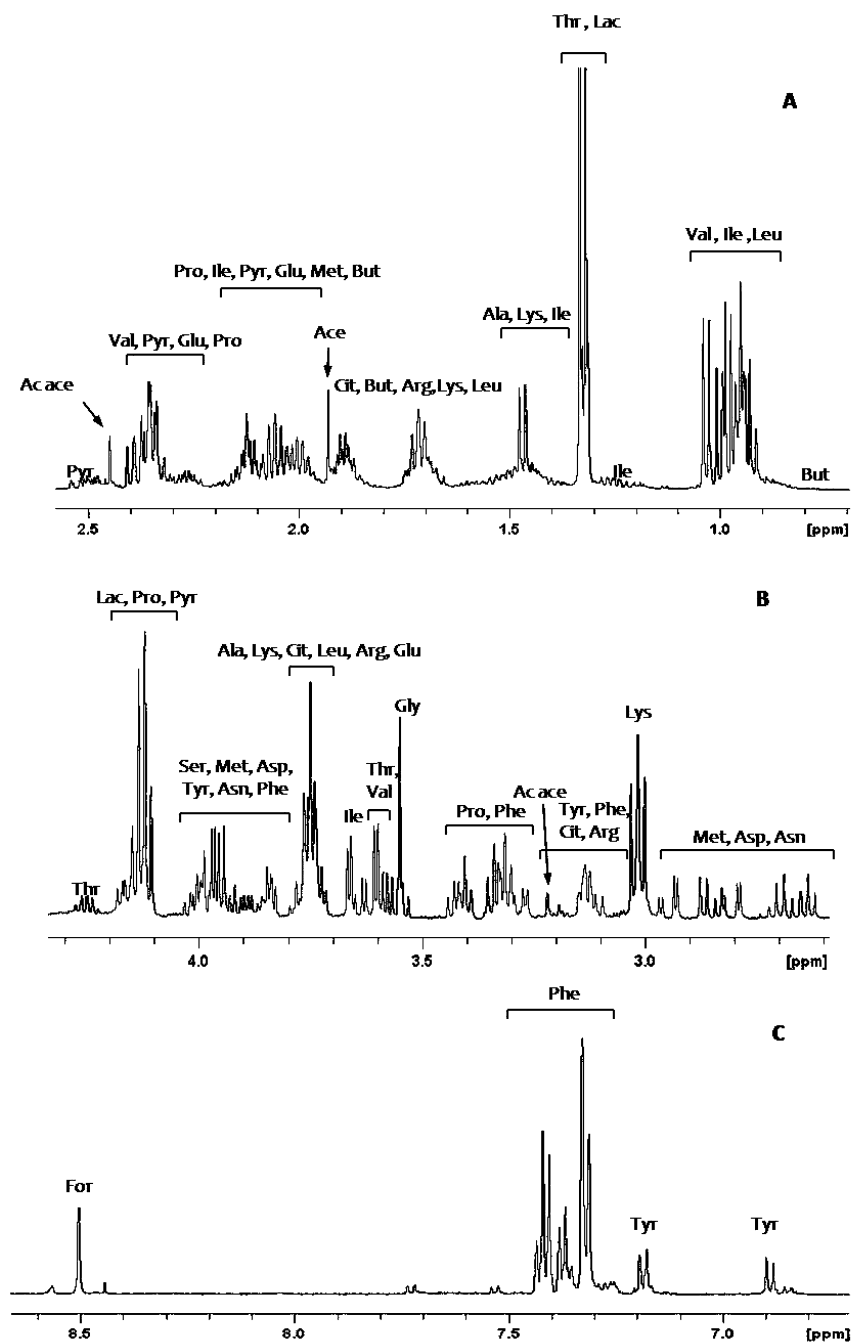 Thr, Lac
A
Val, Ile ,Leu
Pro, Ile, Pyr, Glu, Met, But
Ala, Lys, Ile
Ace
Val, Pyr, Glu, Pro
Cit, But, Arg,Lys, Leu
Ac ace
Pyr
Ile
But
2.5 2.0 1.5 1.0 [ppm]
Lac, Pro, Pyr
B
Ala, Lys, Cit, Leu, Arg, Glu
Gly
Lys
Ser, Met, Asp,
Tyr, Asn, Phe
Thr,
Val
Ac ace
Ile
Pro, Phe
Tyr, Phe,
Cit, Arg
Met, Asp, Asn
Thr
4.0 3.5 3.0 [ppm]
Phe
C
For
Tyr
Tyr
8.5 8.0 7.5 7.0 [ppm]